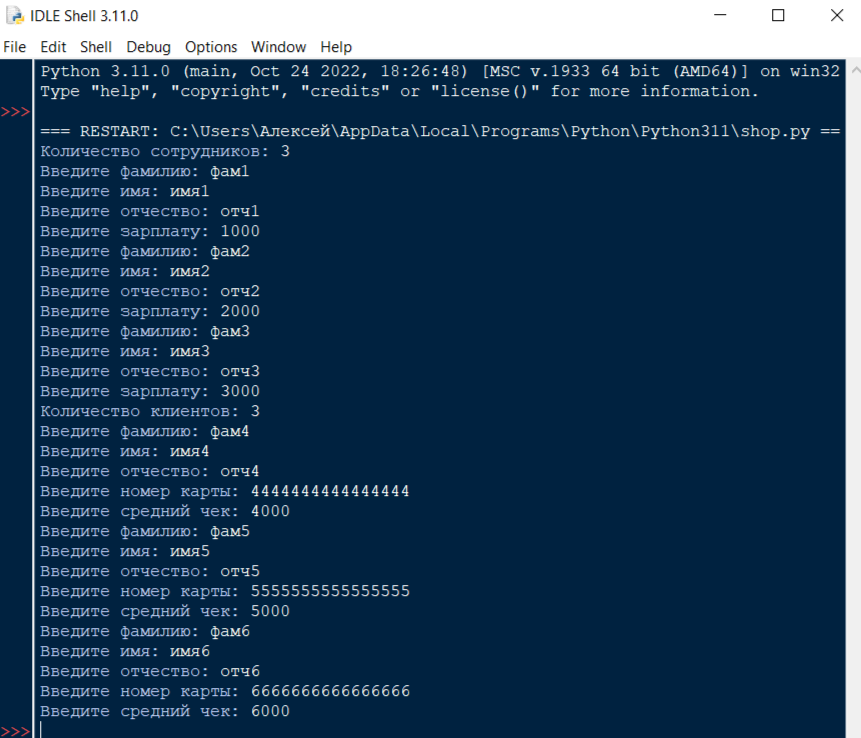 IDLE Shell 3.11.0
File Edit Shell Debug Options Window Help
Python 3.11.0 (main, Oct 24 2022, 18:26:48) [MSC v.1933 64 bit (AMD64)] on win32
Type "help", "copyright", "credits" or "license()" for more information.
>>>
=== RESTART: C:\Users\Алексей\AppData\Local\Programs\Python\Python311\shop.py ==
Количество сотрудников: 3
Введите фамилию: фам1
Введите имя: имя1
Введите отчество: отч1
Введите зарплату: 1000
Введите фамилию: фам2
Введите имя: имя2
Введите отчество: отч2
Введите зарплату: 2000
Введите фамилию: фам3
Введите имя: имя3
Введите отчество: отч3
Введите зарплату: 3000
Количество клиентов: 3
Введите фамилию: фам4
Введите имя: имя4
Введите отчество: отч4
Введите номер карты: 4444444444444444
Введите средний чек: 4000
Введите фамилию: фам5
Введите имя: имя5
Введите отчество: отч5
Введите номер карты: 5555555555555555
Введите средний чек: 5000
Введите фамилию: фам6
Введите имя: имя6
Введите отчество: отч6
Введите номер карты: 6666666666666666
Введите средний чек: 6000
>>>